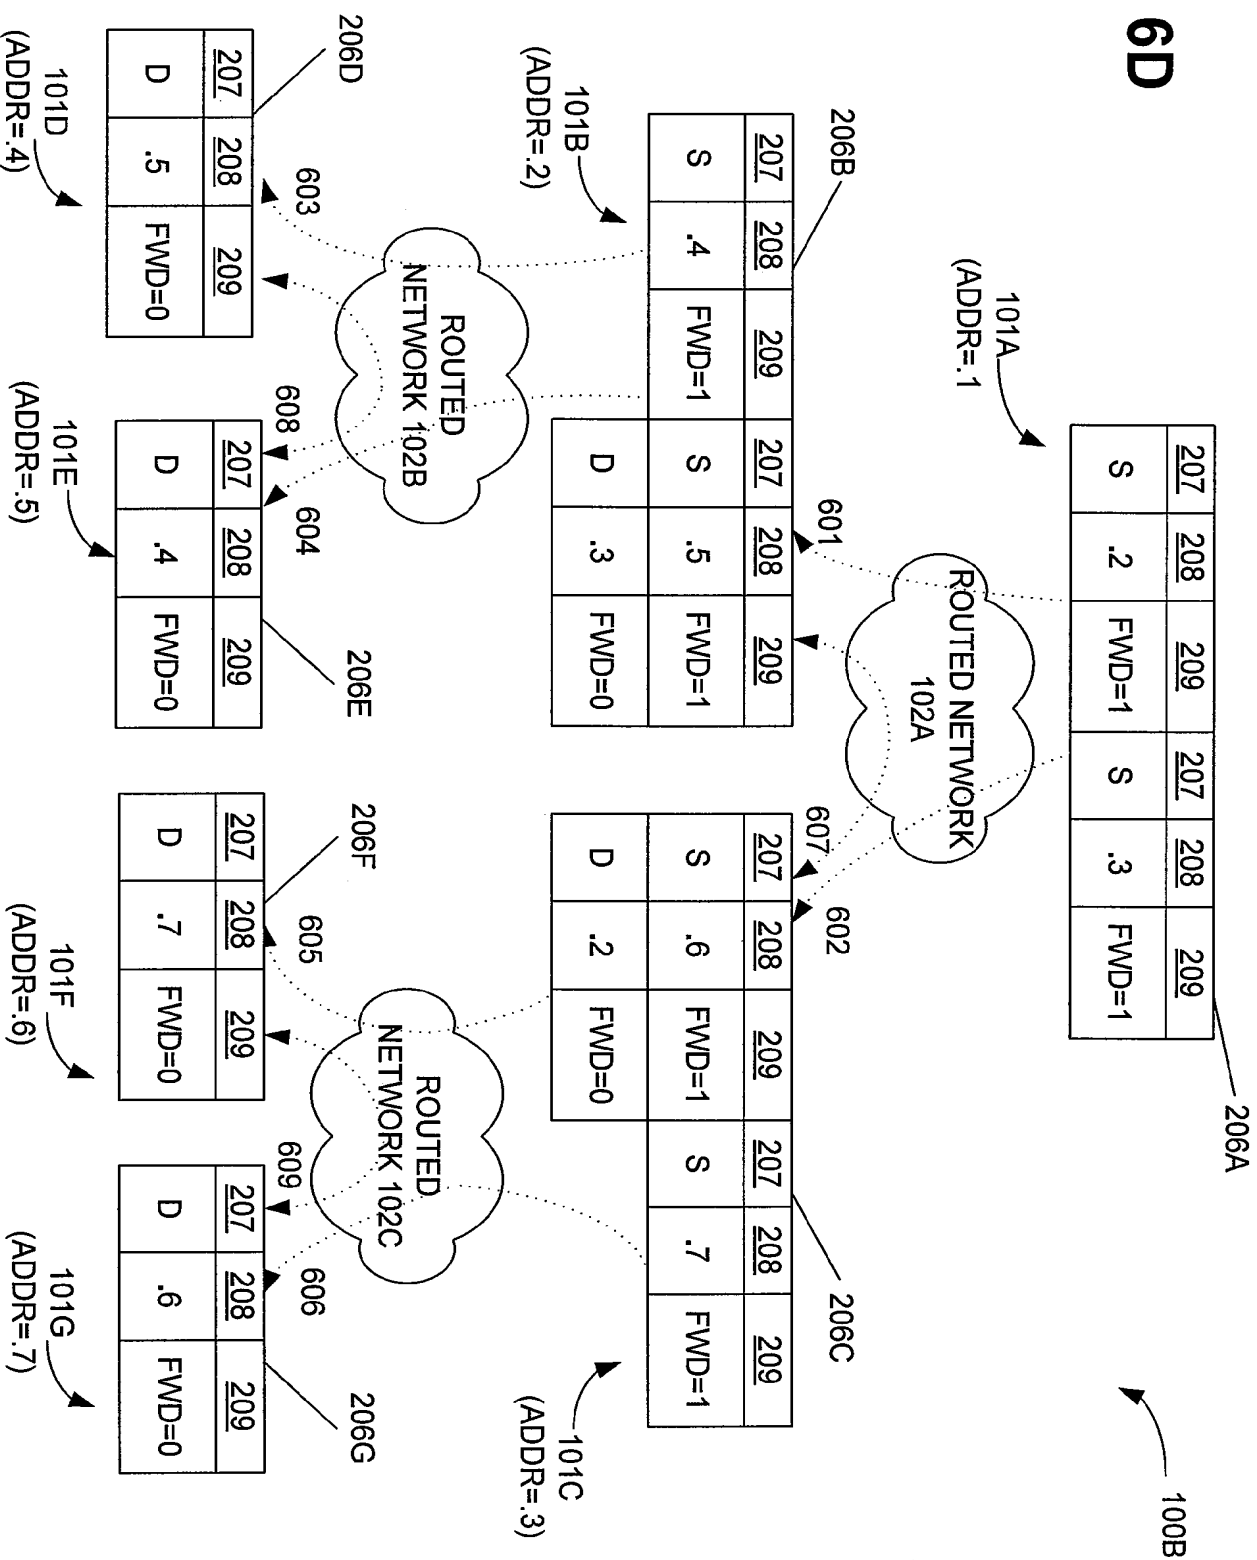 6D
100B
206A
207 208 209 207 208 209
S .2 FWD=1 S .3 FWD=1
101A
(ADDR=.1
ROUTED NETWORK
102A
601
607
602
206B
207 208 209 207 208 209
S .4 FWD=1 S .5 FWD=1
D .3 FWD=0
101B
(ADDR=.2)
206C
207 208 209 207 208 209
S .6 FWD=1 S .7 FWD=1
D .2 FWD=0
101C
(ADDR=.3)
ROUTED
NETWORK 102B
603
608
604
ROUTED
NETWORK 102C
605
609
606
206D
207 208 209
D .5 FWD=0
101D
(ADDR=.4)
206E
207 208 209
D .4 FWD=0
101E
(ADDR=.5)
206F
207 208 209
D .7 FWD=0
101F
(ADDR=.6)
206G
207 208 209
D .6 FWD=0
101G
(ADDR=.7)